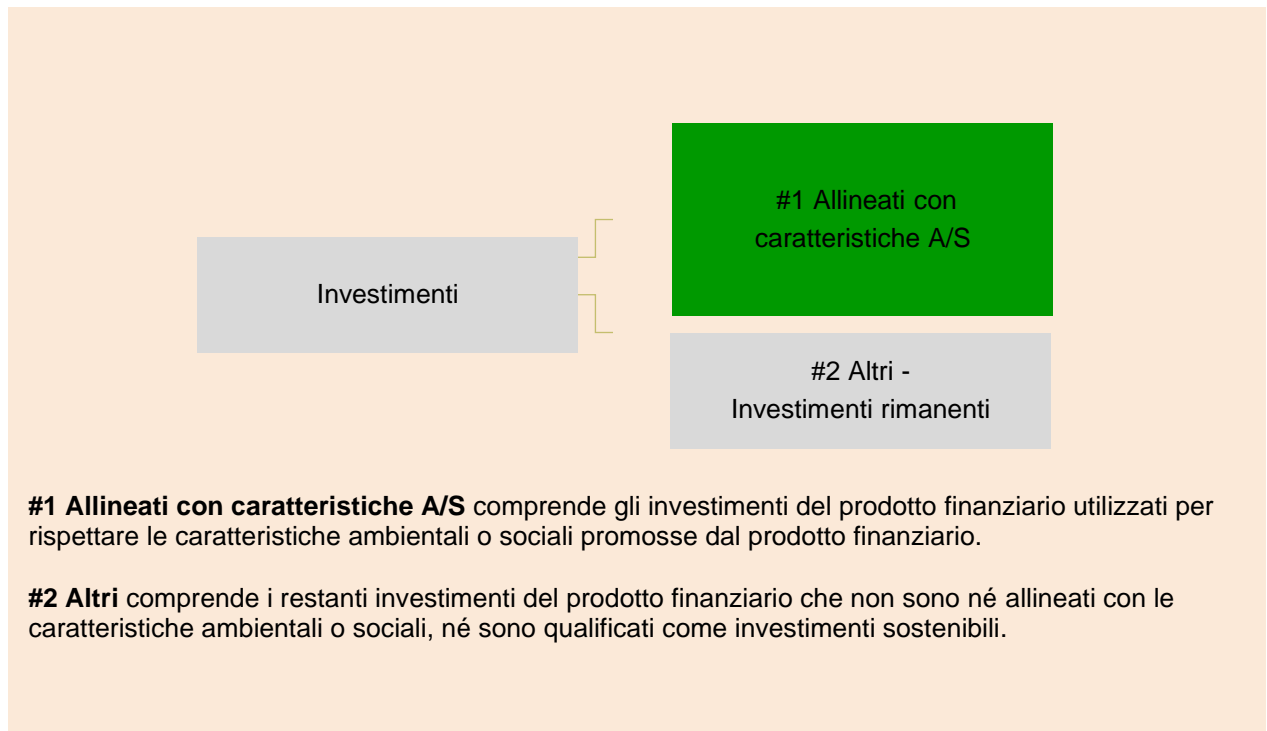 #1 Allineati con
caratteristiche A/S
Investimenti
#2 Altri -
Investimenti rimanenti
#1 Allineati con caratteristiche A/S comprende gli investimenti del prodotto finanziario utilizzati per
rispettare le caratteristiche ambientali o sociali promosse dal prodotto finanziario.
#2 Altri comprende i restanti investimenti del prodotto finanziario che non sono né allineati con le
caratteristiche ambientali o sociali, né sono qualificati come investimenti sostenibili.